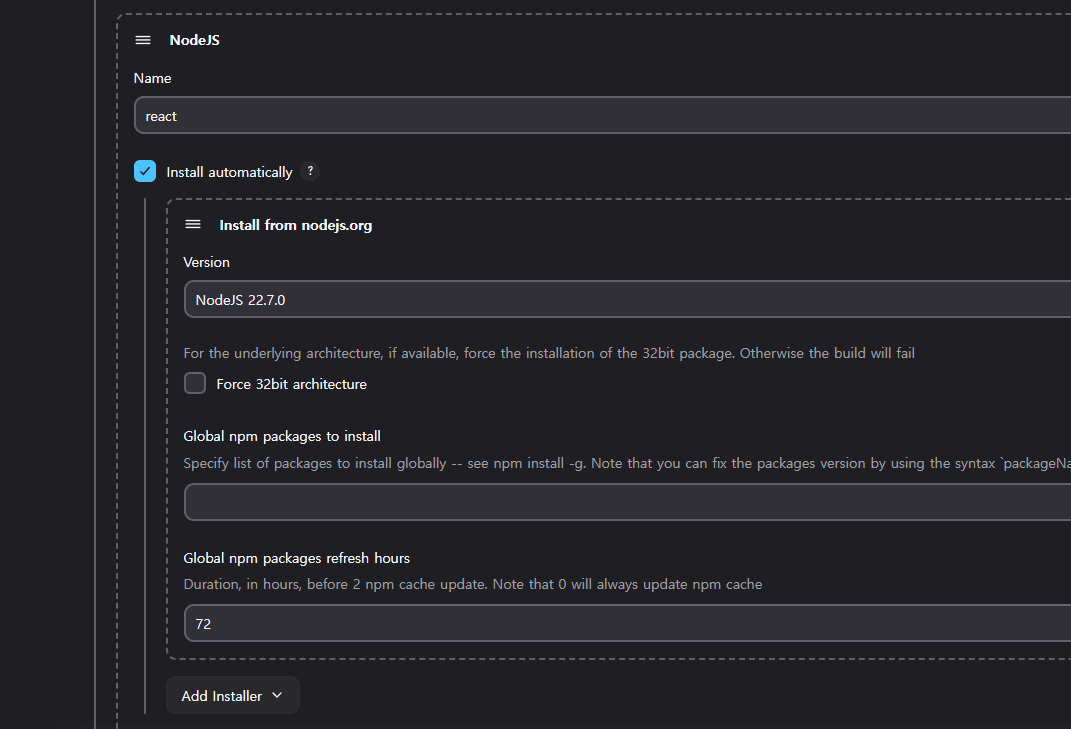 NodeJS
Name
react
Install automatically ?
Install from nodejs.org
Version
NodeJS 22.7.0
For the underlying architecture, if available, force the installation of the 32bit package. Otherwise the build will fail
Force 32bit architecture
Global npm packages to install
Specify list of packages to install globally -- see npm install -g. Note that you can fix the packages version by using the syntax `packageNa
Global npm packages refresh hours
Duration, in hours, before 2 npm cache update. Note that 0 will always update npm cache
72
Add Installer